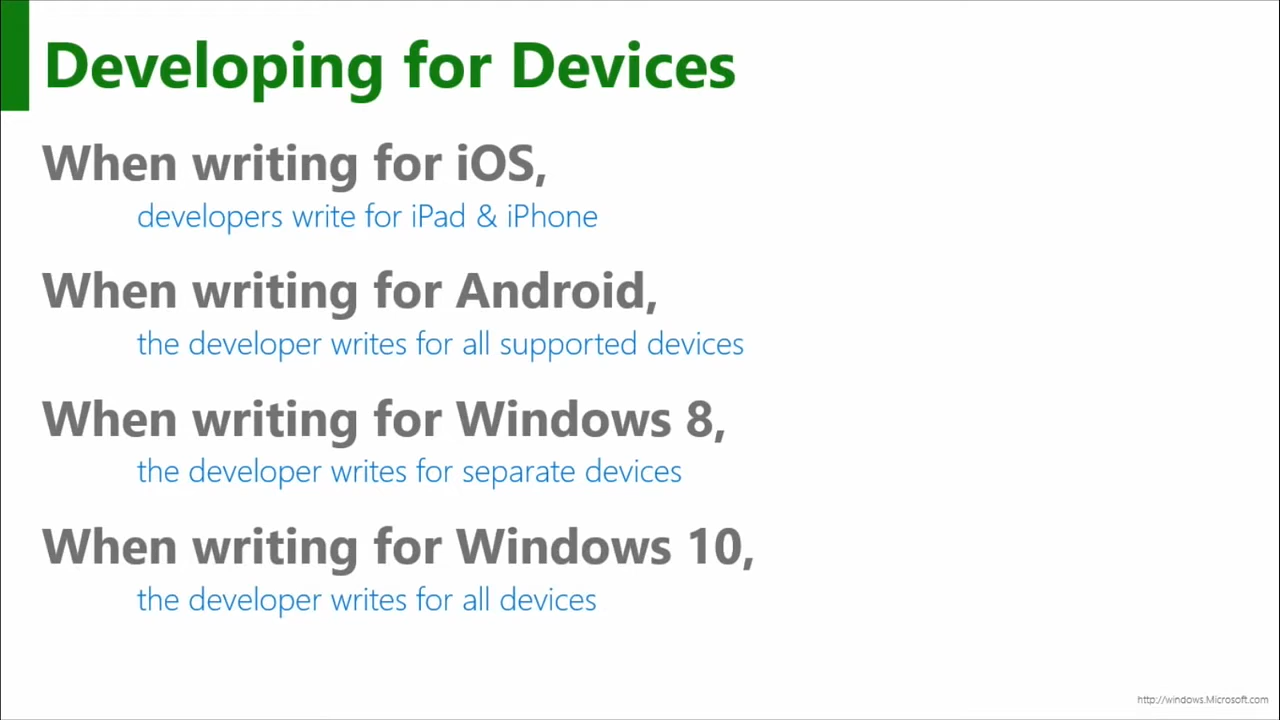 Developing for Devices
When writing for iOS,
developers write for iPad & iPhone
When writing for Android,
the developer writes for all supported devices
When writing for Windows 8,
the developer writes for separate devices
When writing for Windows 10,
the developer writes for all devices
http://windows.Microsoft.com